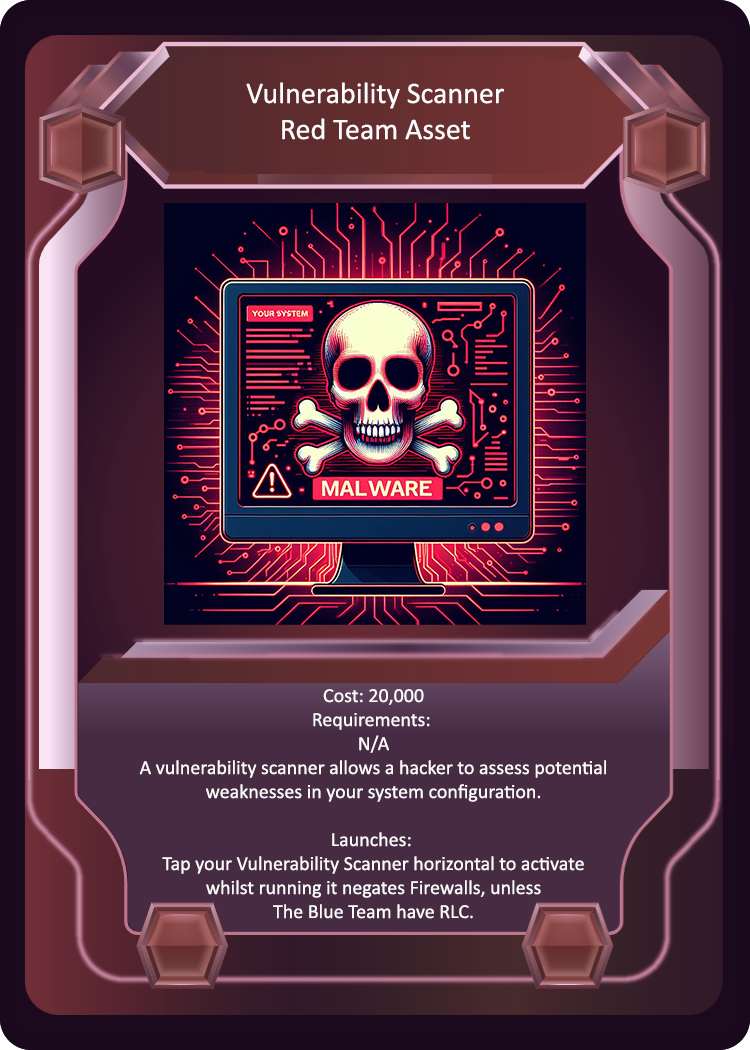 Vulnerability Scanner
Red Team Asset
YOUR SYSTEM
MALWARE
Cost: 20,000
Requirements:
N/A
A vulnerability scanner allows a hacker to assess potential
weaknesses in your system configuration.
Launches:
Tap your Vulnerability Scanner horizontal to activate
whilst running it negates Firewalls, unless
The Blue Team have RLC.